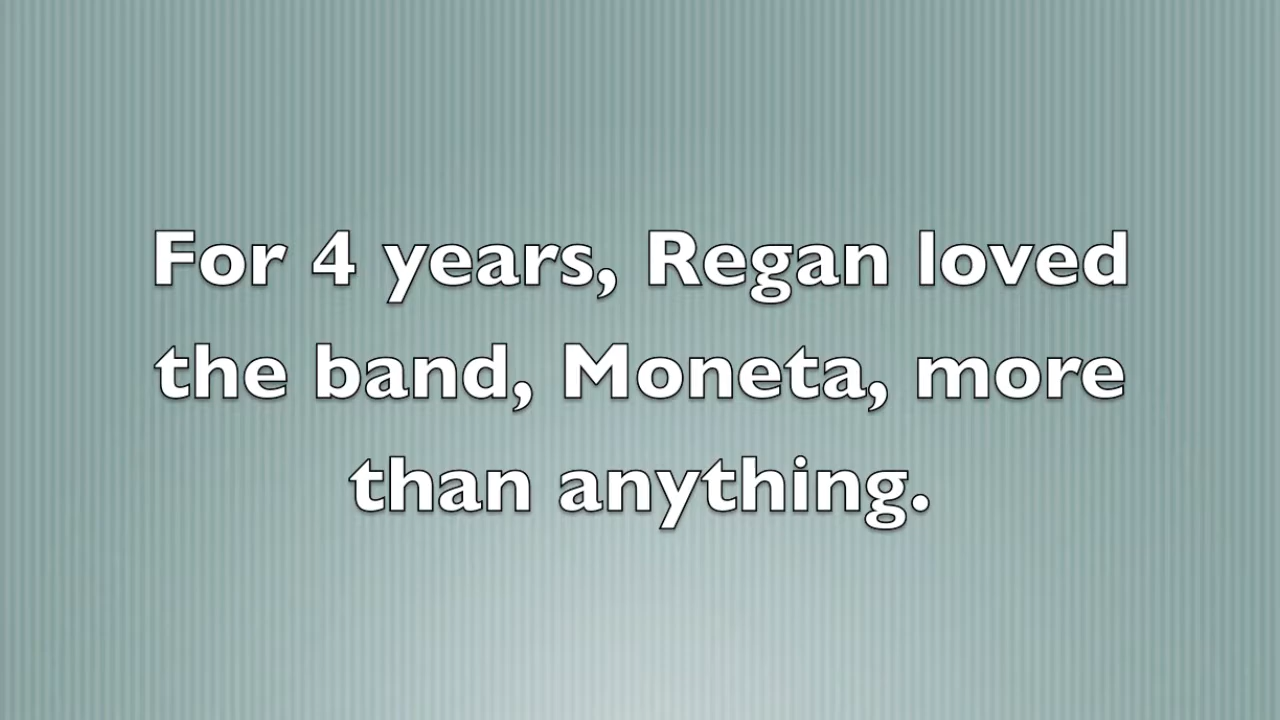 For 4 years, Regan loved
the band, Moneta, more
than anything.